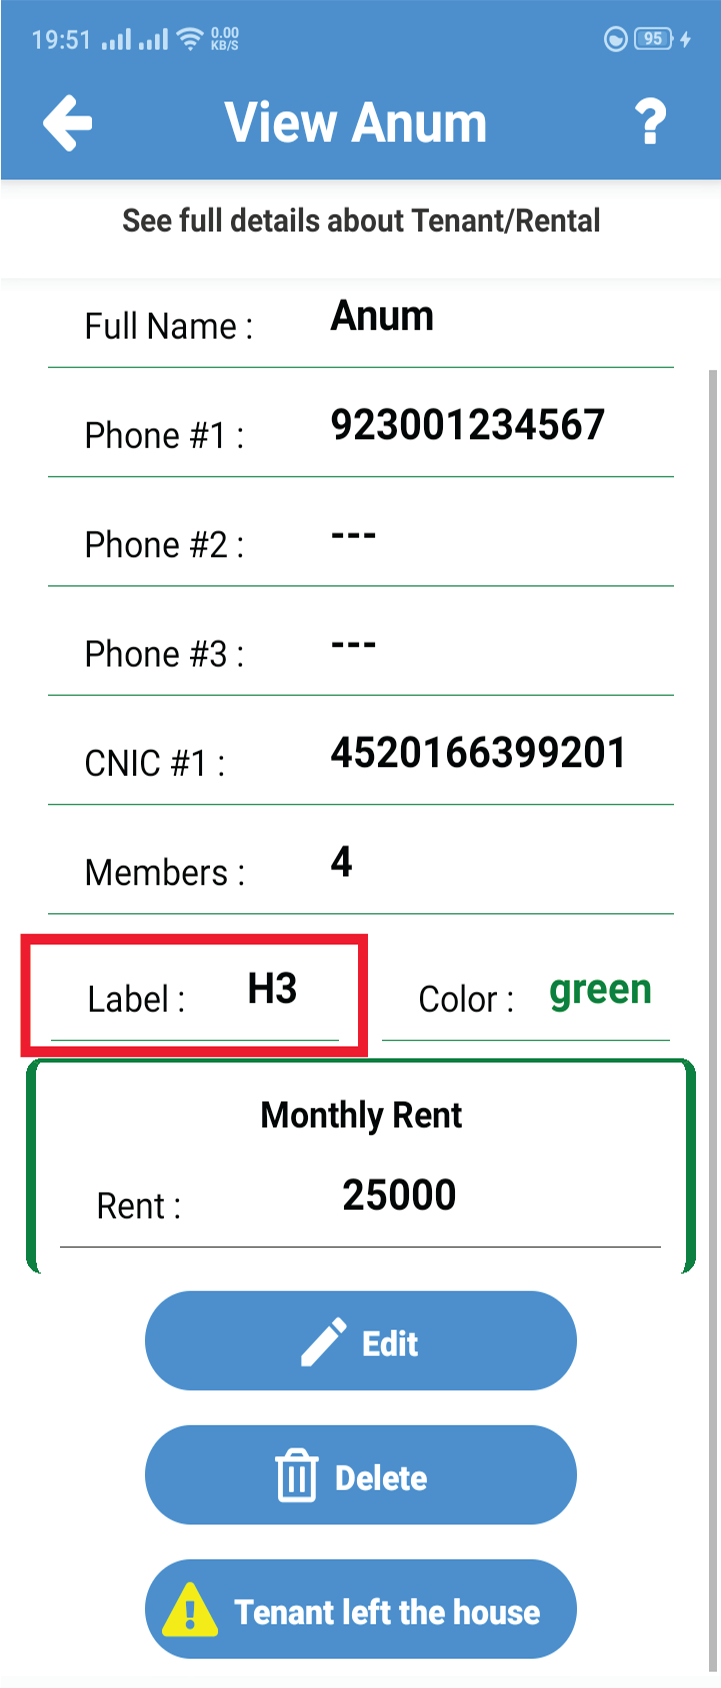 19:51 0.00 KB/S 95
View Anum ?
See full details about Tenant/Rental
Full Name : Anum
Phone #1 : 923001234567
Phone #2 : ---
Phone #3 : ---
CNIC #1 : 4520166399201
Members : 4
Label : H3 Color : green
Monthly Rent
Rent : 25000
Edit
Delete
Tenant left the house